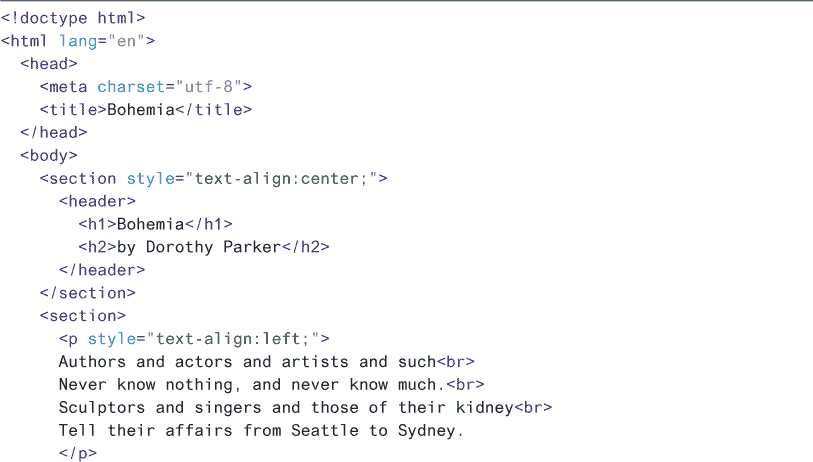 <!doctype html>
<html lang="en">
<head>
<meta charset="utf-8">
<title>Bohemia</title>
</head>
<body>
<section style="text-align:center;">
<header>
<h1>Bohemia</h1>
<h2>by Dorothy Parker</h2>
</header>
</section>
<section>
<p style="text-align:left;">
Authors and actors and artists and such<br>
Never know nothing, and never know much.<br>
Sculptors and singers and those of their kidney<br>
Tell their affairs from Seattle to Sydney.
</p>